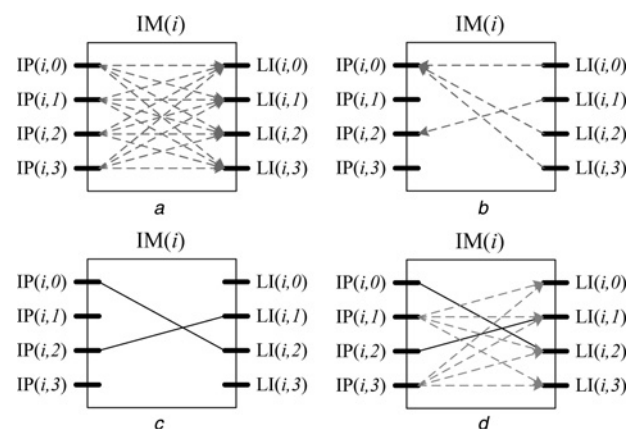 IM(i) IM(i)
IP(i,0) LI(i,0) IP(i,0) LI(i,0)
IP(i,1) LI(i,1) IP(i,1) LI(i,1)
IP(i,2) LI(i,2) IP(i,2) LI(i,2)
IP(i,3) LI(i,3) IP(i,3) LI(i,3)
a b
IM(i) IM(i)
IP(i,0) LI(i,0) IP(i,0) LI(i,0)
IP(i,1) LI(i,1) IP(i,1) LI(i,1)
IP(i,2) LI(i,2) IP(i,2) LI(i,2)
IP(i,3) LI(i,3) IP(i,3) LI(i,3)
c d